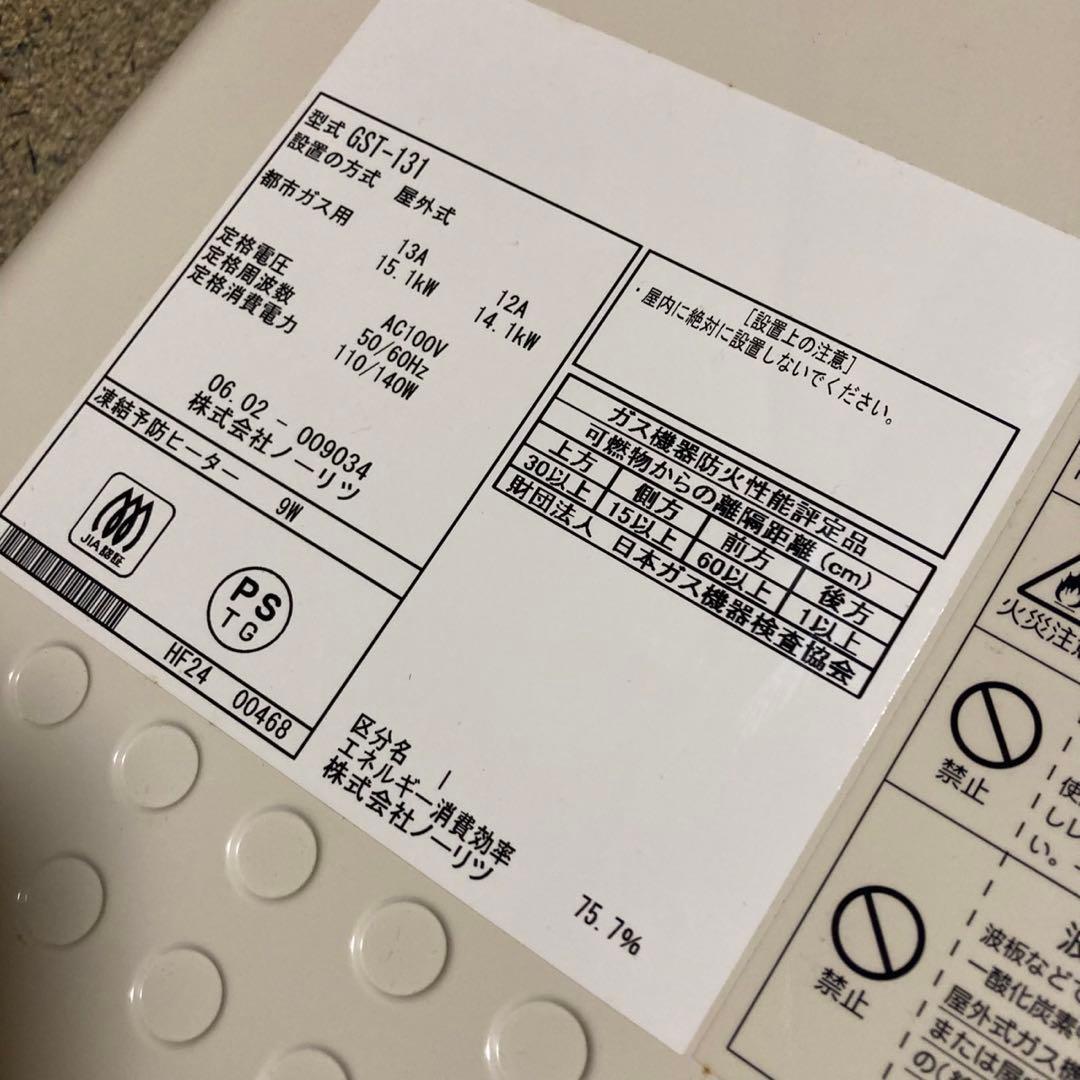 型式 GST-131
設置の方式 屋外式
都市ガス用
13A 12A
15.1kW 14.1kW
定格電圧 AC100V
定格周波数 50/60Hz
定格消費電力 110/140W
06.02 - 009034
株式会社ノーリツ
凍結予防ヒーター 9W
JIA認証
PS
TG
HF24 00468
[設置上の注意]
・屋内に絶対に設置しないでください。
ガス機器防火性能評定品
可燃物からの離隔距離(cm)
上方 側方 前方 後方
30以上 15以上 60以上 1以上
財団法人 日本ガス機器検査協会
区分名 I
エネルギー消費効率 75.7%
株式会社ノーリツ
火災注意
禁止
使
しレ
い。
禁止
波板などで
一酸化炭素
屋外式ガス機
または屋